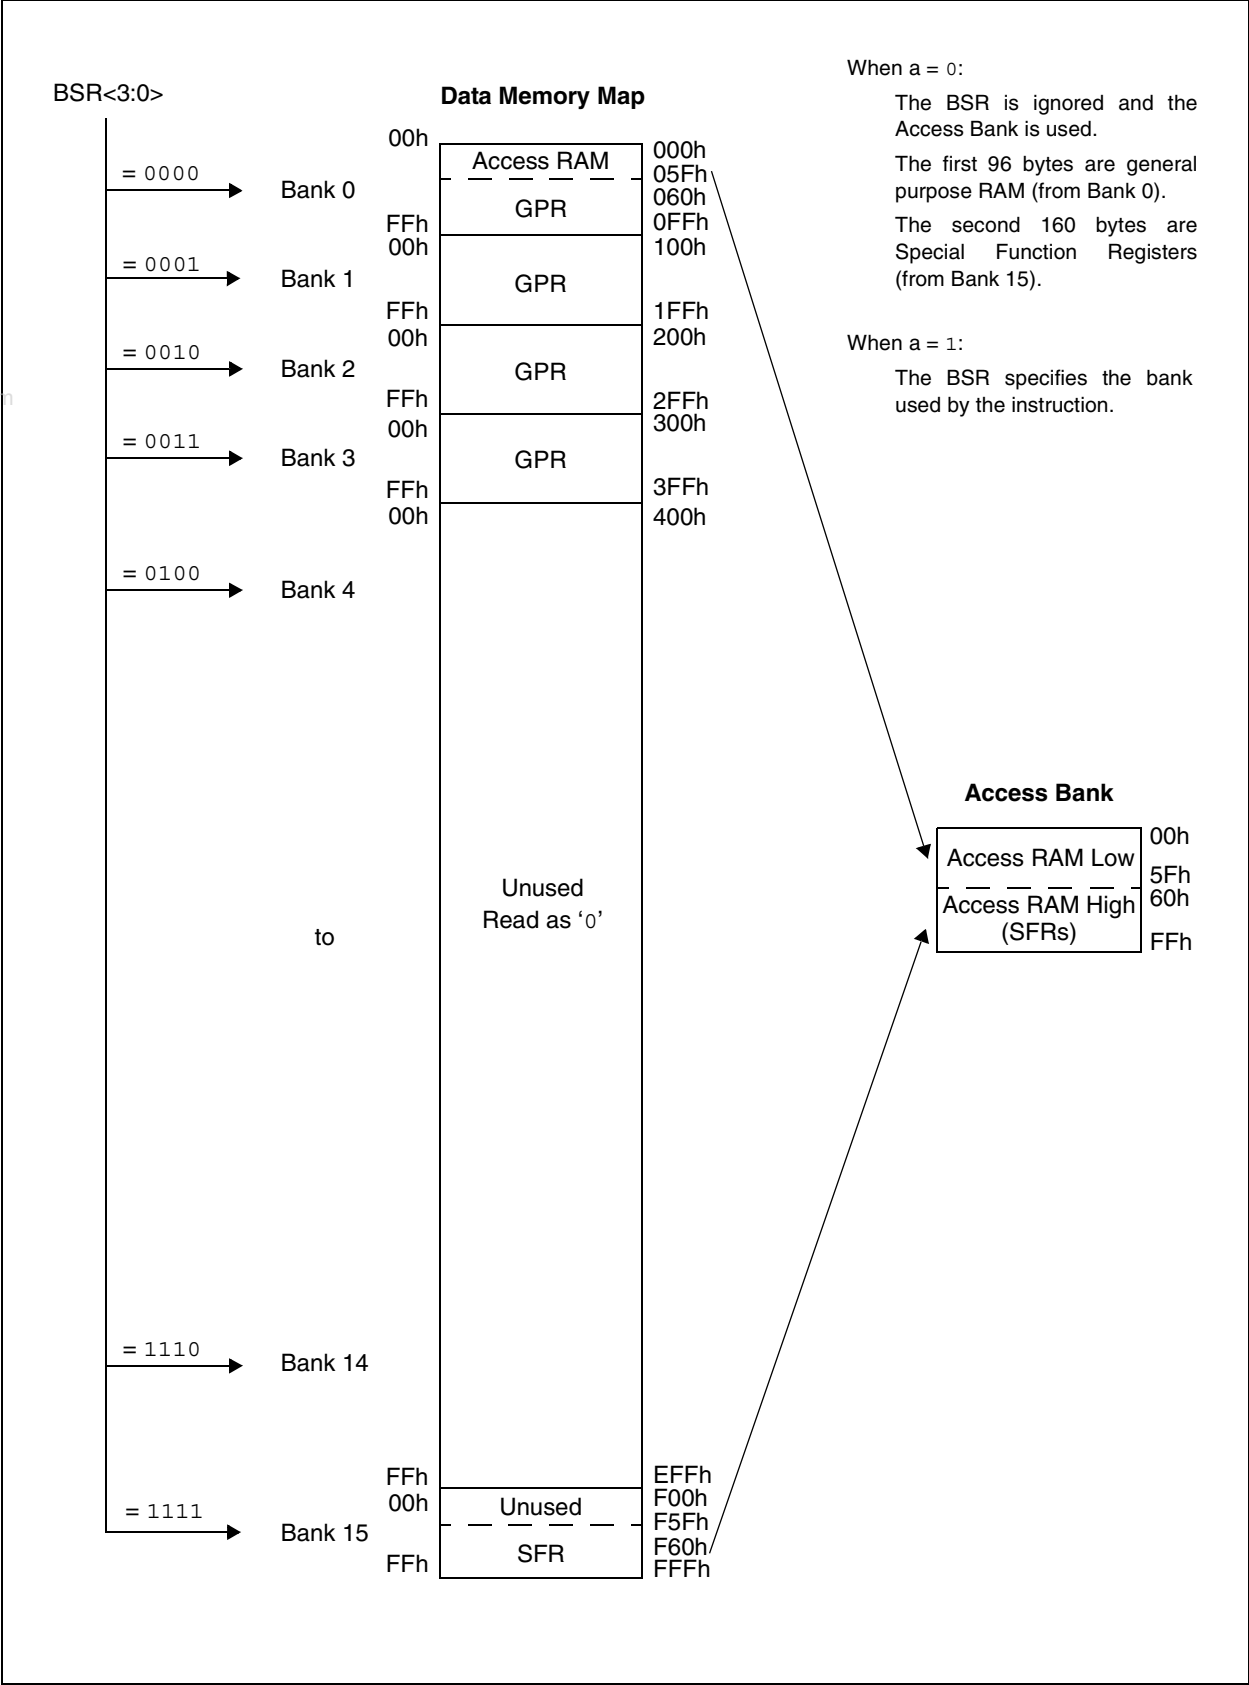 BSR<3:0>
Data Memory Map
When a = 0:
The BSR is ignored and the
Access Bank is used.
The first 96 bytes are general
purpose RAM (from Bank 0).
The second 160 bytes are
Special Function Registers
(from Bank 15).
When a = 1:
The BSR specifies the bank
used by the instruction.
= 0000
Bank 0
00h
FFh
Access RAM
GPR
000h
05Fh
060h
0FFh
= 0001
Bank 1
00h
FFh
GPR
100h
1FFh
= 0010
Bank 2
00h
FFh
GPR
200h
2FFh
= 0011
Bank 3
00h
FFh
GPR
300h
3FFh
= 0100
Bank 4
00h
400h
to
Unused
Read as ‘0’
Access Bank
Access RAM Low
00h
5Fh
Access RAM High
(SFRs)
60h
FFh
= 1110
Bank 14
FFh
EFFh
= 1111
Bank 15
00h
FFh
Unused
SFR
F00h
F5Fh
F60h
FFFh
n